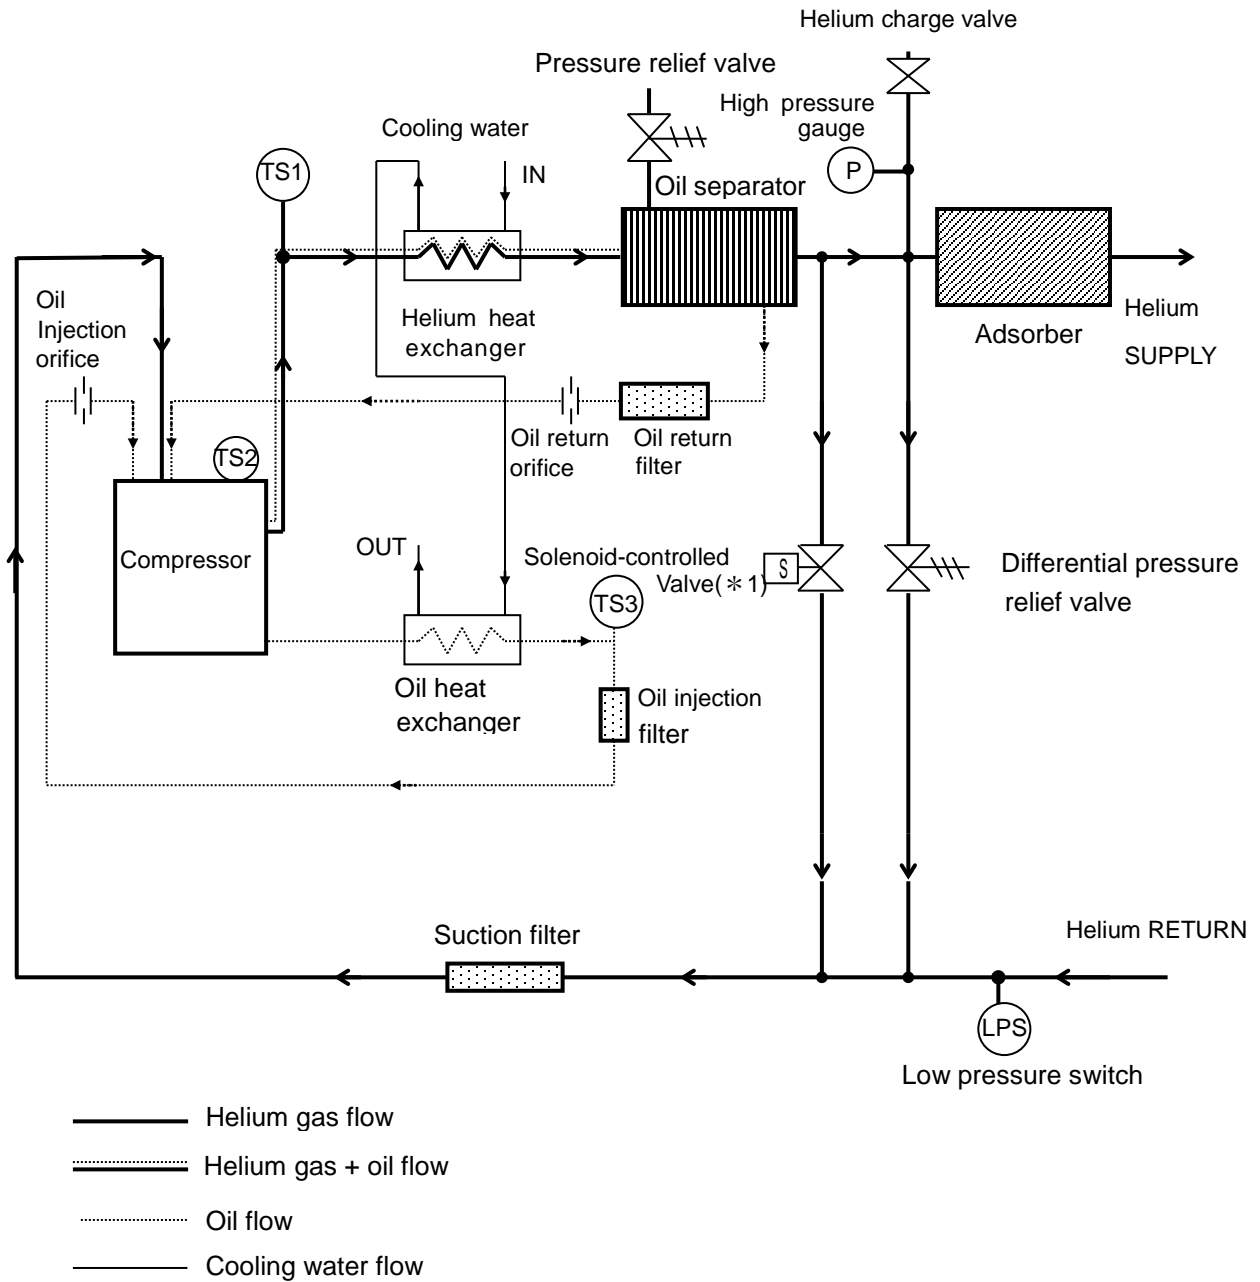 Helium charge valve
Pressure relief valve
High pressure
gauge
P
Cooling water
IN
TS1
Oil separator
Oil
Injection
orifice
Helium heat
exchanger
Adsorber
Helium
SUPPLY
TS2
Oil return
orifice
Oil return
filter
Compressor
OUT
Solenoid-controlled
Valve(＊1)
S
TS3
Differential pressure
relief valve
Oil heat
exchanger
Oil injection
filter
Suction filter
Helium RETURN
LPS
Low pressure switch
Helium gas flow
Helium gas + oil flow
Oil flow
Cooling water flow